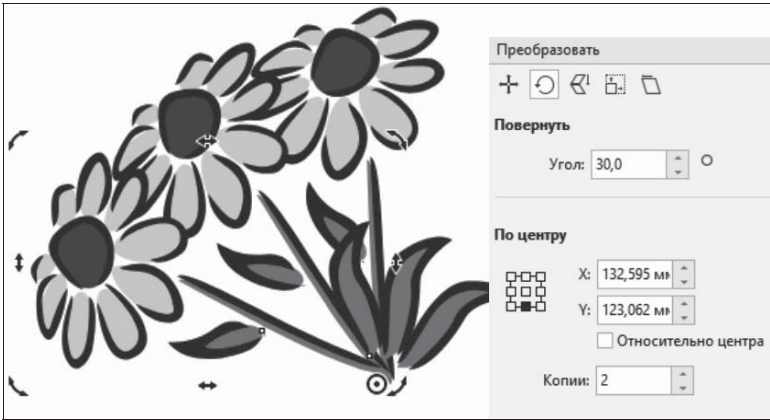 Преобразовать
Повернуть
Угол: 30,0
По центру
X: 132,595 мм
Y: 123,062 мм
Относительно центра
Копии: 2